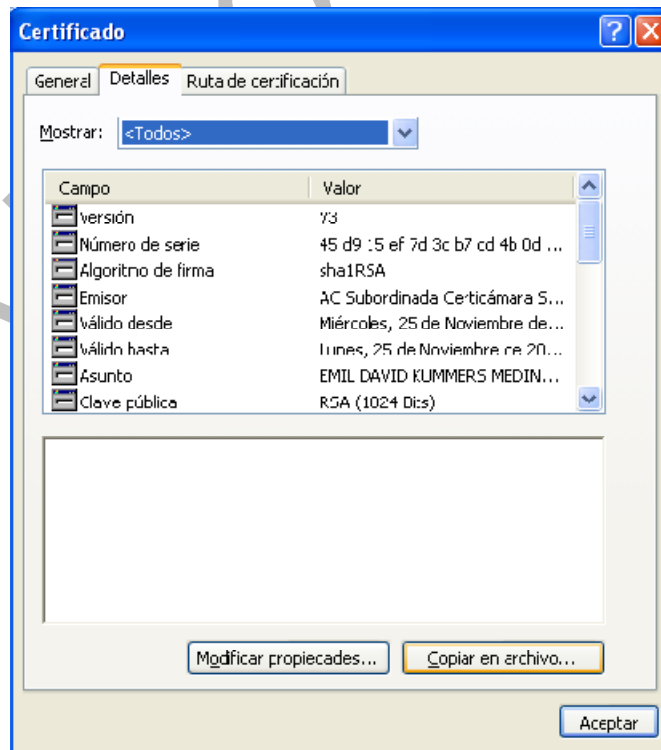 Certificado
General Detalles Ruta de certificación
Mostrar: <Todos>
Campo Valor
Versión V3
Número de serie 45 d9 15 ef 7d 3c b7 cd 4b 0d ...
Algoritmo de firma sha1RSA
Emisor AC Subordinada Certicámara S...
Válido desde Miércoles, 25 de Noviembre de...
Válido hasta Lunes, 25 de Noviembre de 20...
Asunto EMIL DAVID KUMMERS MEDIN...
Clave pública RSA (1024 Bits)
Modificar propiedades... Copiar en archivo...
Aceptar